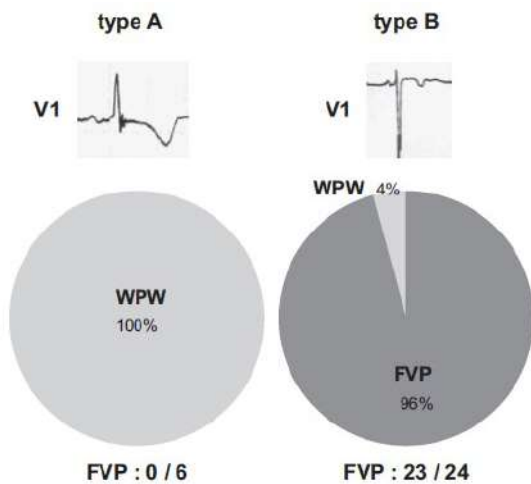 type A type B
V1 V1
WPW 4%
WPW
100%
FVP
96%
FVP : 0 / 6 FVP : 23 / 24